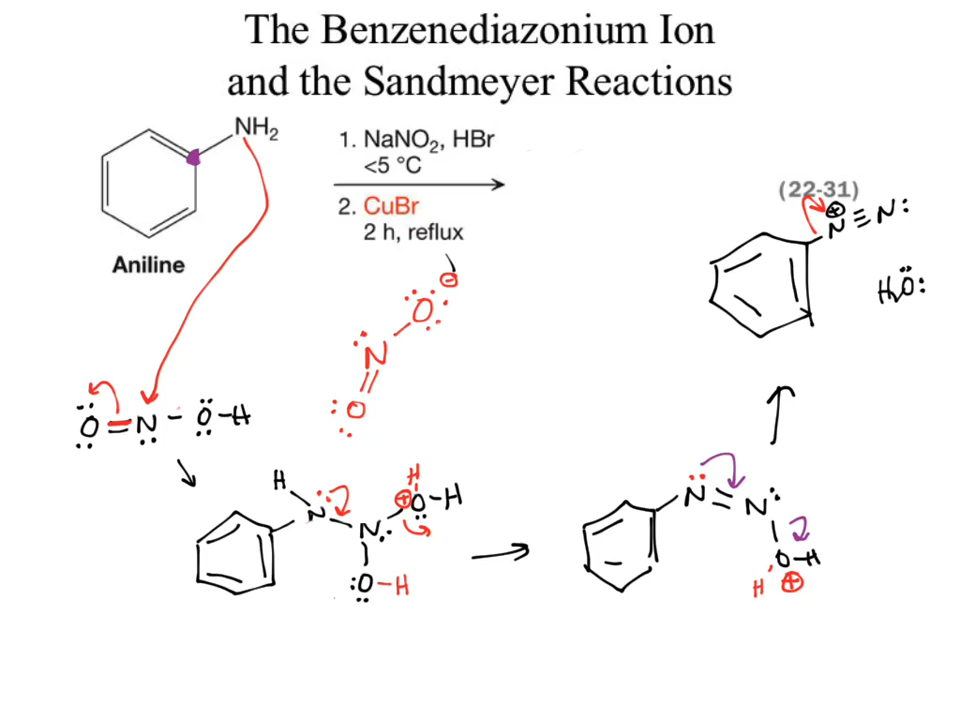 The Benzenediazonium Ion
and the Sandmeyer Reactions
NH₂
1. NaNO₂, HBr
<5 °C
2. CuBr
2 h, reflux
Aniline
(22-31)
⊕
N≡N:
H₂Ö:
⊖
:Ö:
N
:O:
O=N-Ö-H
H
H
N
N:
⊕O-H
:O-H
N=N:
O-H
H ⊕